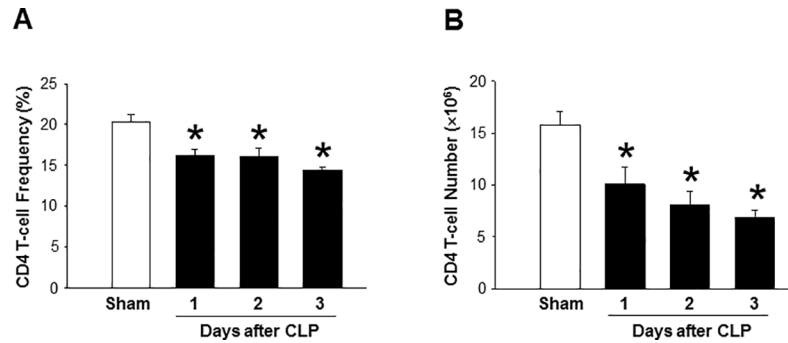 A
CD4 T-cell Frequency (%)
25
20
15
10
5
0
*
*
*
Sham
1
2
3
Days after CLP
B
CD4 T-cell Number (×10⁶)
20
15
10
5
0
*
*
*
Sham
1
2
3
Days after CLP